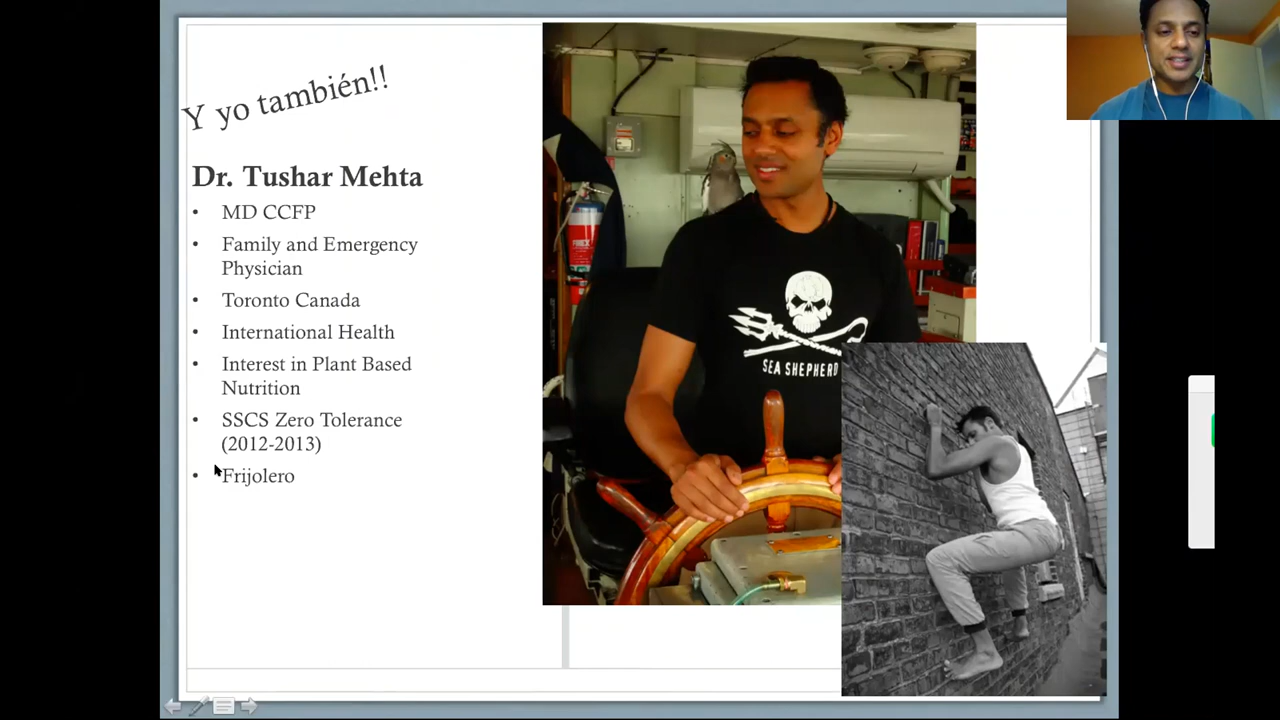 Y yo también!!
Dr. Tushar Mehta
• MD CCFP
• Family and Emergency
Physician
• Toronto Canada
• International Health
• Interest in Plant Based
Nutrition
• SSCS Zero Tolerance
(2012-2013)
• Frijolero
SEA SHEPHERD